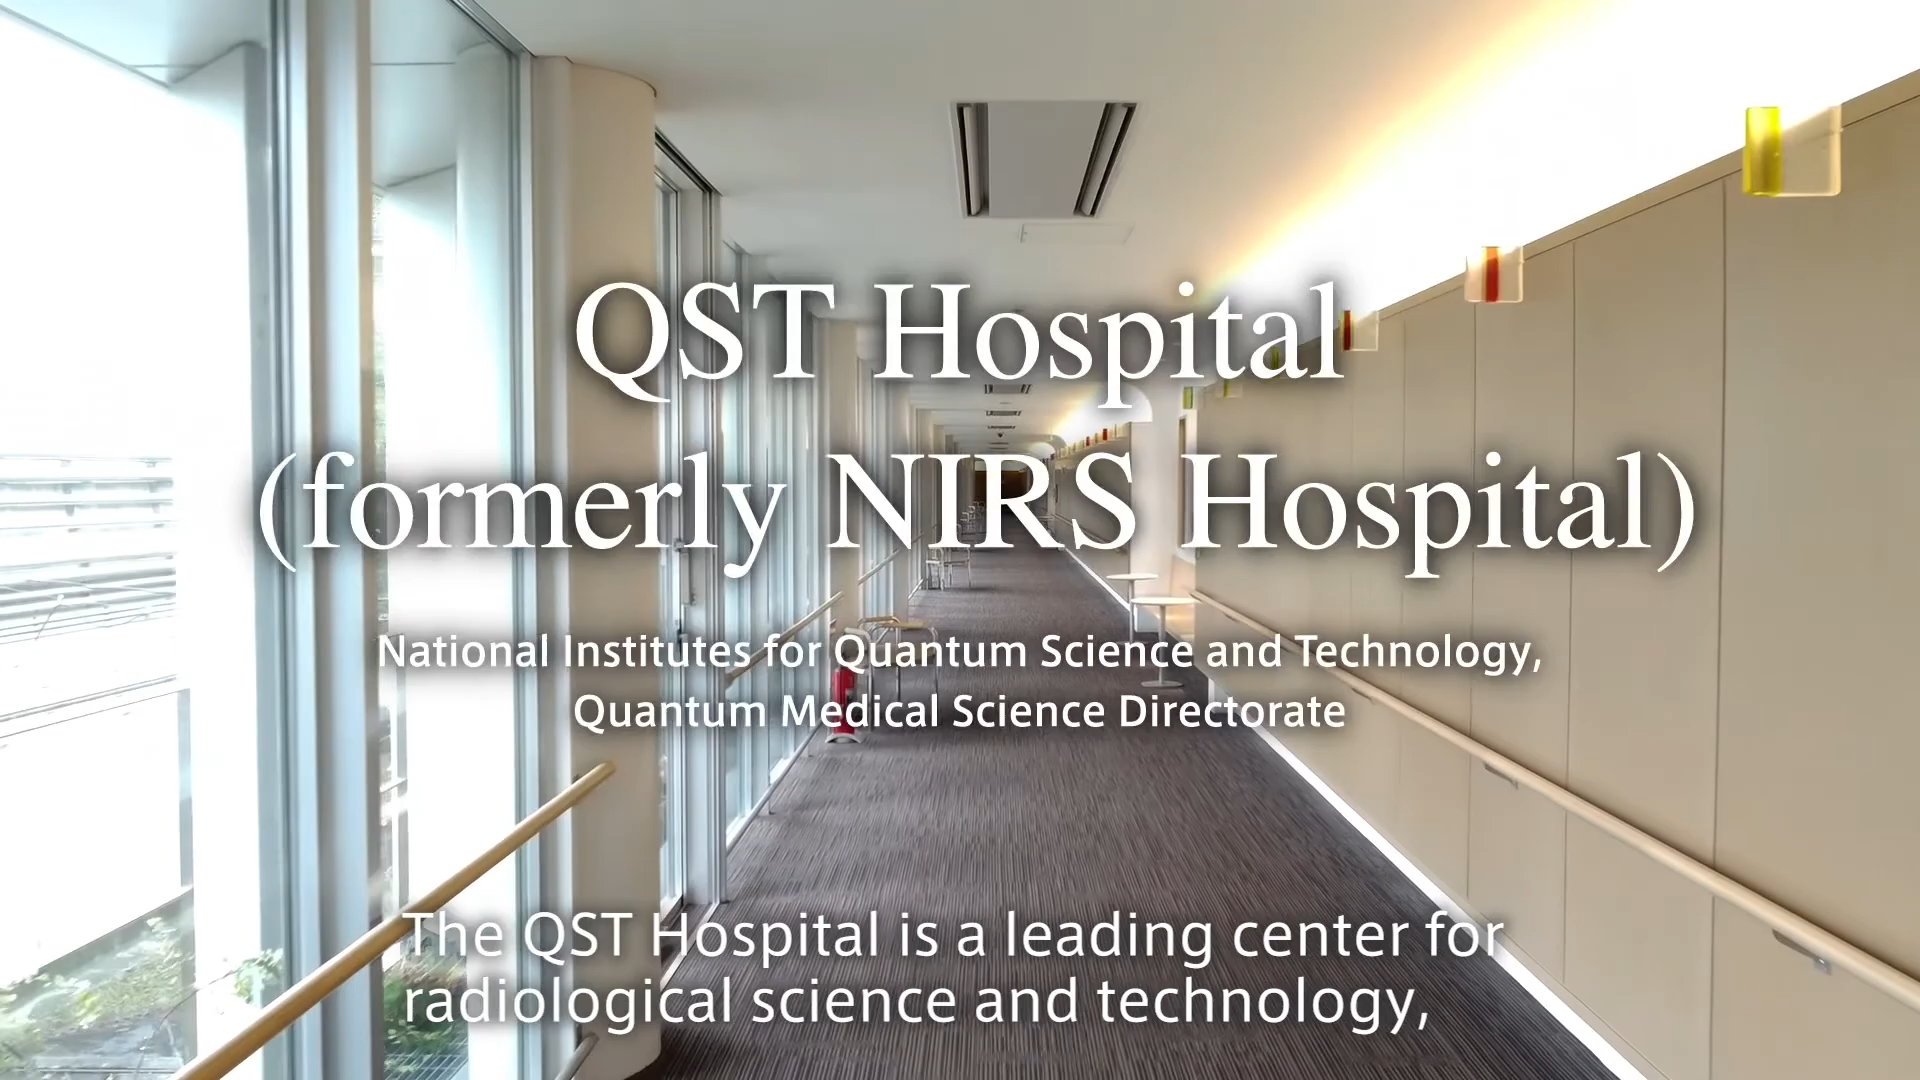 QST Hospital
(formerly NIRS Hospital)
National Institutes for Quantum Science and Technology,
Quantum Medical Science Directorate
The QST Hospital is a leading center for
radiological science and technology,